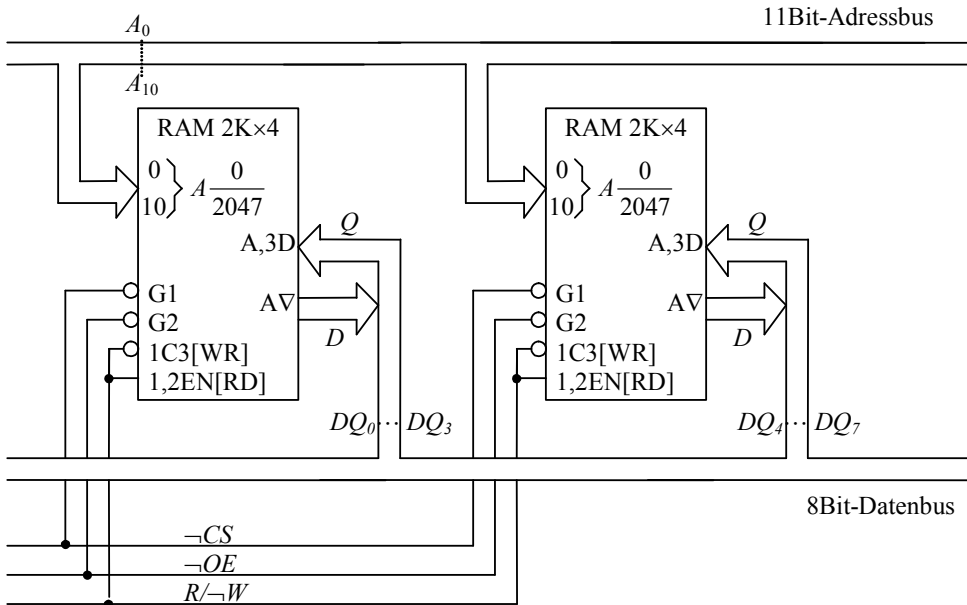 11Bit-Adressbus
A0
A10
RAM 2K×4
0
10
A 0/2047
A,3D
Q
G1
A∇
G2
D
1C3[WR]
1,2EN[RD]
DQ0 ... DQ3
RAM 2K×4
0
10
A 0/2047
A,3D
Q
G1
A∇
G2
D
1C3[WR]
1,2EN[RD]
DQ4 ... DQ7
8Bit-Datenbus
¬CS
¬OE
R/¬W